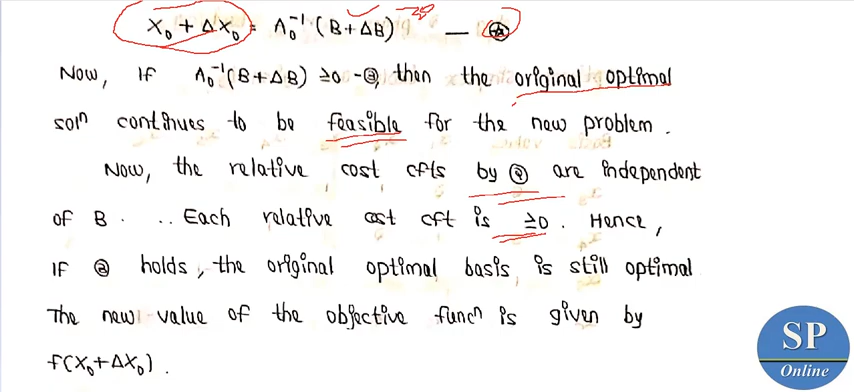 X₀ + ΔX₀ = A₀⁻¹ (B + ΔB) —
Now, If A₀⁻¹(B+ΔB) ≥0 -ⓐ, then the original optimal
soln continues to be feasible for the new problem.
Now, the relative cost cfts by are independent
of B. ∴ Each relative cost cft is ≥0. Hence,
If ⓐ holds, the original optimal basis is still optimal
The new value of the objective funcn is given by
f(X₀+ΔX₀).
SP
Online